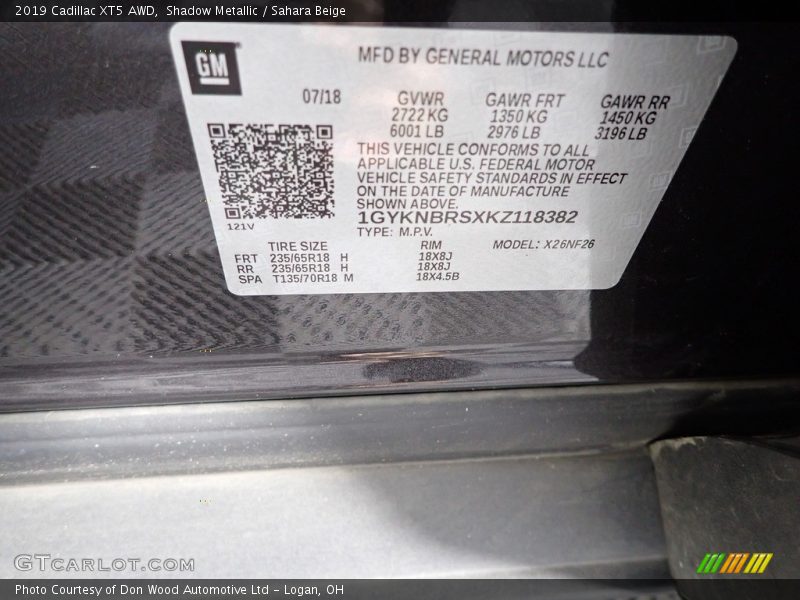 2019 Cadillac XT5 AWD, Shadow Metallic / Sahara Beige
GM
MFD BY GENERAL MOTORS LLC
07/18
GVWR GAWR FRT GAWR RR
2722 KG 1350 KG 1450 KG
6001 LB 2976 LB 3196 LB
THIS VEHICLE CONFORMS TO ALL
APPLICABLE U.S. FEDERAL MOTOR
VEHICLE SAFETY STANDARDS IN EFFECT
ON THE DATE OF MANUFACTURE
SHOWN ABOVE.
1GYKNBRSXKZ118382
121V
TYPE: M.P.V.
TIRE SIZE RIM MODEL: X26NF26
FRT 235/65R18 H 18X8J
RR 235/65R18 H 18X8J
SPA T135/70R18 M 18X4.5B
GTCARLOT.COM
Photo Courtesy of Don Wood Automotive Ltd - Logan, OH